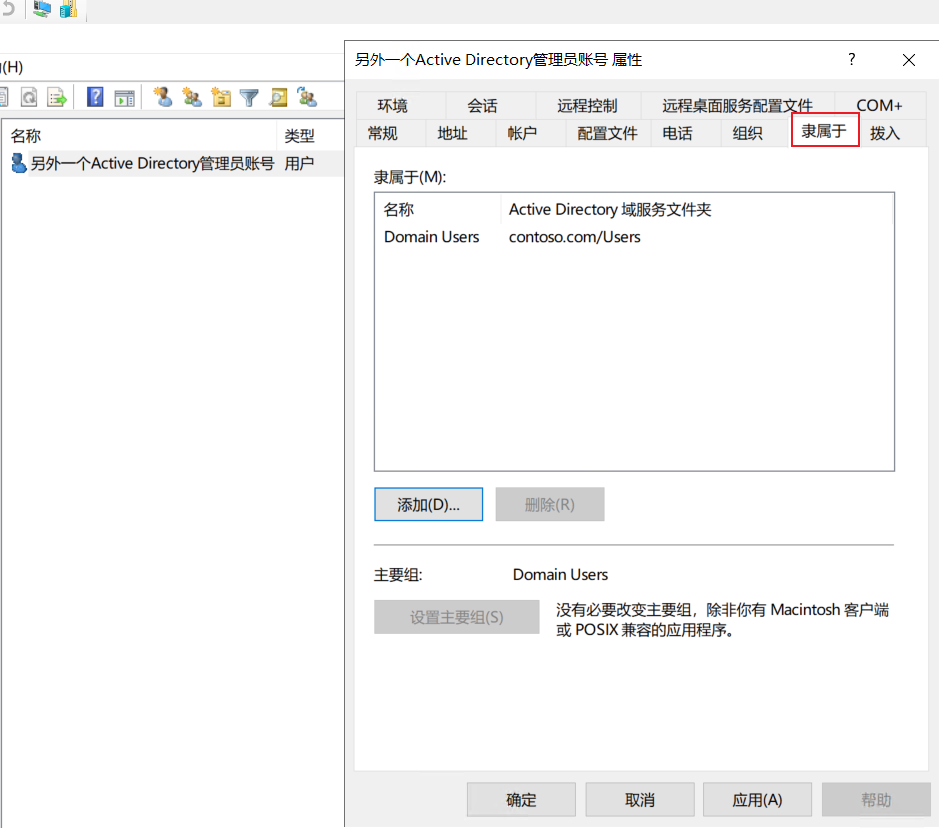 另外一个Active Directory管理员账号 属性
?
(H)
环境 会话 远程控制 远程桌面服务配置文件 COM+
常规 地址 帐户 配置文件 电话 组织 隶属于 拨入
名称 类型
另外一个Active Directory管理员账号 用户
隶属于(M):
名称 Active Directory 域服务文件夹
Domain Users contoso.com/Users
添加(D)... 删除(R)
主要组: Domain Users
设置主要组(S)
没有必要改变主要组，除非你有 Macintosh 客户端
或 POSIX 兼容的应用程序。
确定 取消 应用(A) 帮助